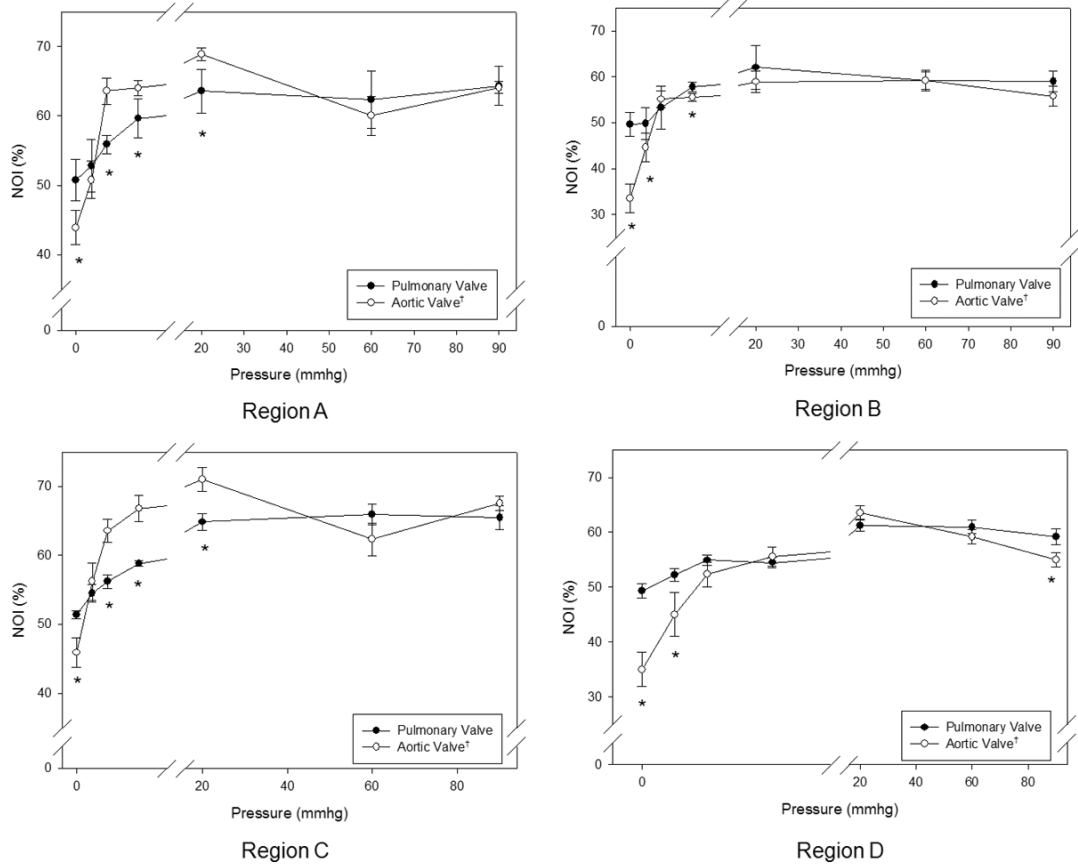 70
60
50
40
0
NOI (%)
*
*
*
*
Pulmonary Valve
Aortic Valve†
0 20 30 40 50 60 70 80 90
Pressure (mmhg)
Region A
70
60
50
40
30
0
NOI (%)
*
*
*
Pulmonary Valve
Aortic Valve†
0 20 30 40 50 60 70 80 90
Pressure (mmhg)
Region B
70
60
50
40
0
NOI (%)
*
*
*
*
Pulmonary Valve
Aortic Valve†
0 20 40 60 80
Pressure (mmhg)
Region C
70
60
50
40
30
0
NOI (%)
*
*
*
Pulmonary Valve
Aortic Valve†
0 20 40 60 80
Pressure (mmhg)
Region D